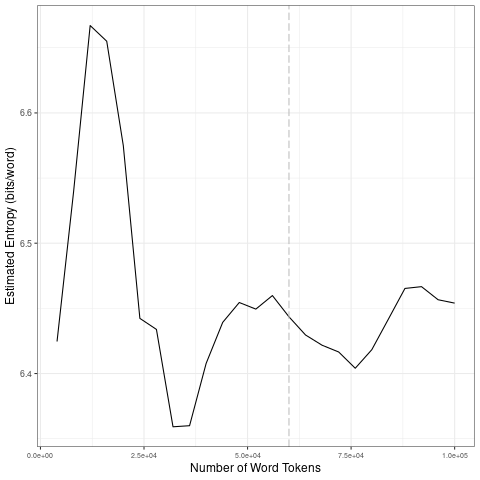 Estimated Entropy (bits/word)
6.6
6.5
6.4
0.0e+00 2.5e+04 5.0e+04 7.5e+04 1.0e+05
Number of Word Tokens